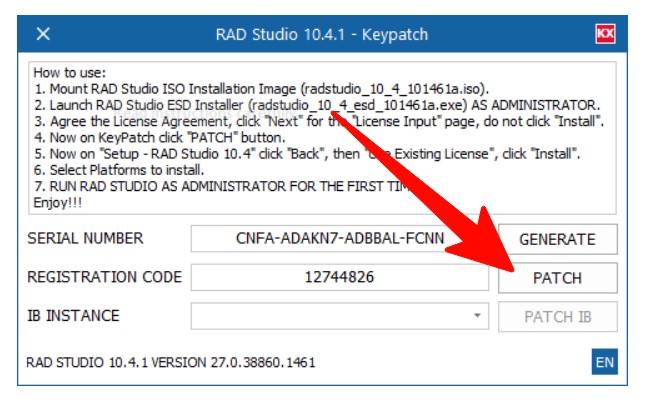 RAD Studio 10.4.1 - Keypatch
KX
How to use:
1. Mount RAD Studio ISO Installation Image (radstudio_10_4_101461a.iso).
2. Launch RAD Studio ESD Installer (radstudio_10_4_esd_101461a.exe) AS ADMINISTRATOR.
3. Agree the License Agreement, click "Next" for the "License Input" page, do not click "Install".
4. Now on KeyPatch click "PATCH" button.
5. Now on "Setup - RAD Studio 10.4" click "Back", then Existing License", click "Install".
6. Select Platforms to install.
7. RUN RAD STUDIO AS ADMINISTRATOR FOR THE FIRST
Enjoy!!!
SERIAL NUMBER CNFA-ADAKN7-ADBBAL-FCNN GENERATE
REGISTRATION CODE 12744826 PATCH
IB INSTANCE PATCH IB
RAD STUDIO 10.4.1 VERSION 27.0.38860.1461 EN